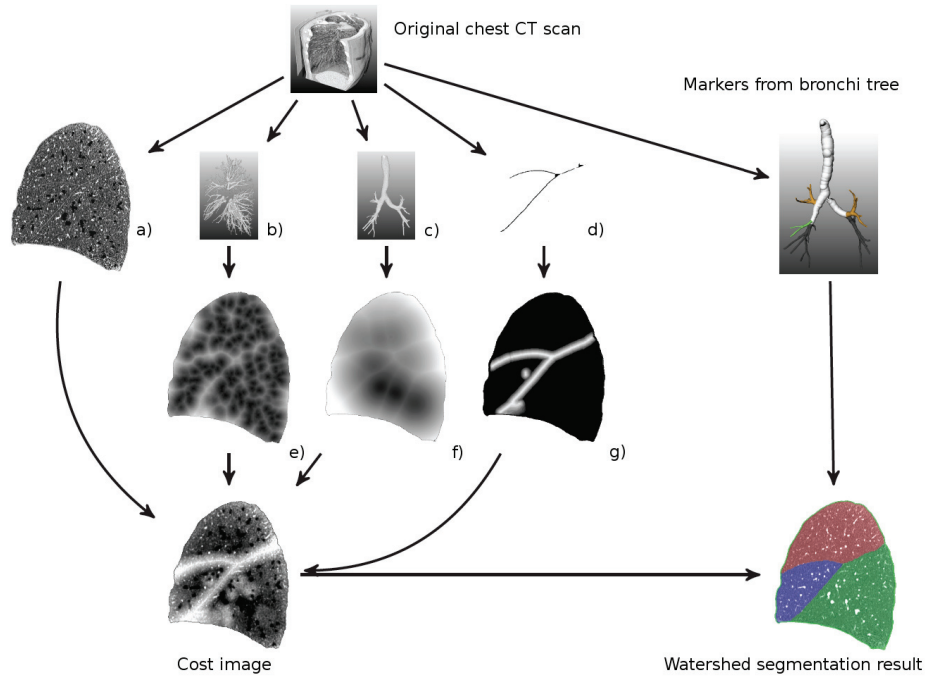 Original chest CT scan
Markers from bronchi tree
a)
b)
c)
d)
e)
f)
g)
Cost image
Watershed segmentation result